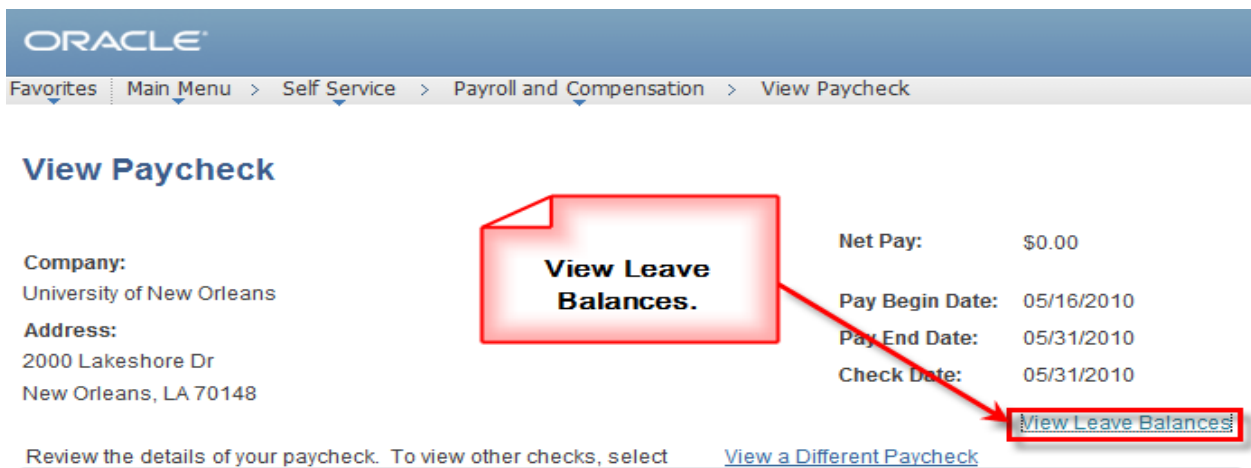 ORACLE
Favorites Main Menu > Self Service > Payroll and Compensation > View Paycheck
View Paycheck
Company:
University of New Orleans
Address:
2000 Lakeshore Dr
New Orleans, LA 70148
View Leave
Balances.
Net Pay: $0.00
Pay Begin Date: 05/16/2010
Pay End Date: 05/31/2010
Check Date: 05/31/2010
View Leave Balances
Review the details of your paycheck. To view other checks, select View a Different Paycheck